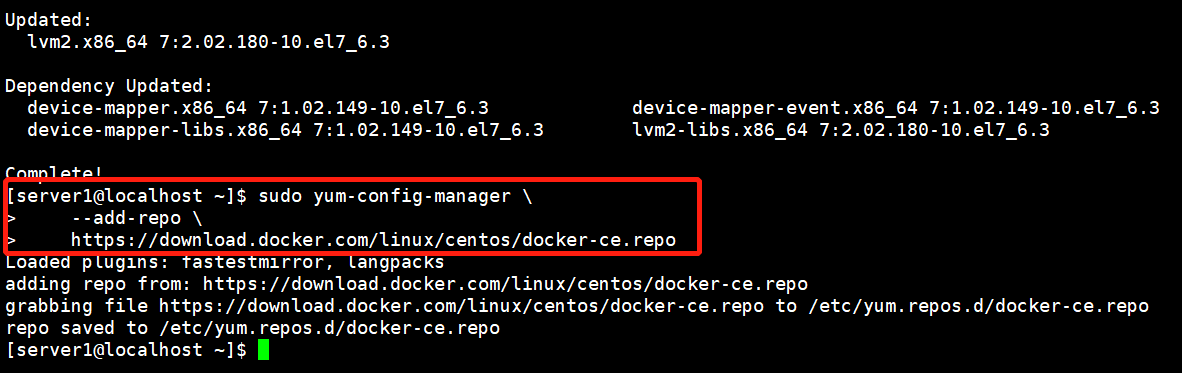 Updated:
lvm2.x86_64 7:2.02.180-10.el7_6.3
Dependency Updated:
device-mapper.x86_64 7:1.02.149-10.el7_6.3 device-mapper-event.x86_64 7:1.02.149-10.el7_6.3
device-mapper-libs.x86_64 7:1.02.149-10.el7_6.3 lvm2-libs.x86_64 7:2.02.180-10.el7_6.3
Complete!
[server1@localhost ~]$ sudo yum-config-manager \
> --add-repo \
> https://download.docker.com/linux/centos/docker-ce.repo
Loaded plugins: fastestmirror, langpacks
adding repo from: https://download.docker.com/linux/centos/docker-ce.repo
grabbing file https://download.docker.com/linux/centos/docker-ce.repo to /etc/yum.repos.d/docker-ce.repo
repo saved to /etc/yum.repos.d/docker-ce.repo
[server1@localhost ~]$